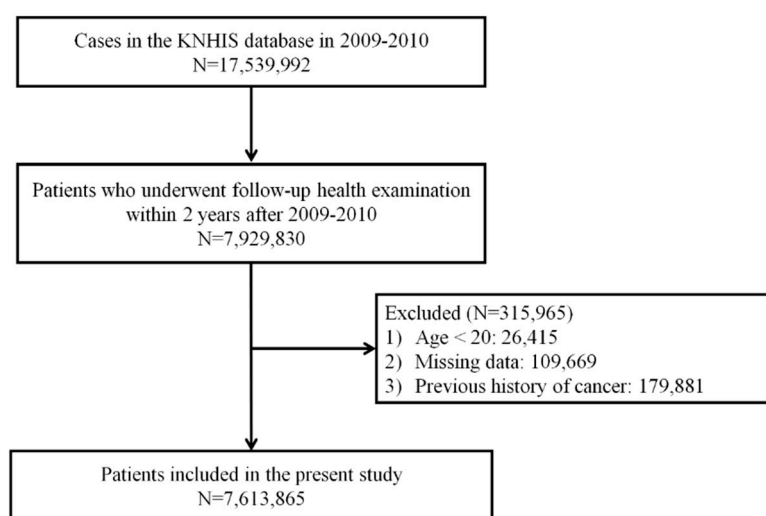 Cases in the KNHIS database in 2009-2010
N=17,539,992
Patients who underwent follow-up health examination
within 2 years after 2009-2010
N=7,929,830
Excluded (N=315,965)
1) Age < 20: 26,415
2) Missing data: 109,669
3) Previous history of cancer: 179,881
Patients included in the present study
N=7,613,865